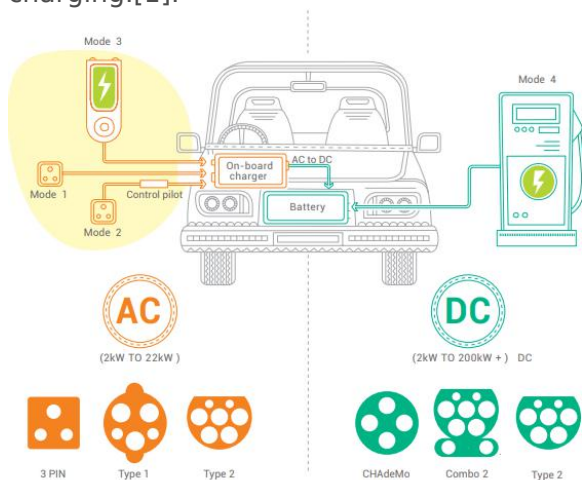 charging.[1].
Mode 3
Mode 4
On-board
charger
AC to DC
Mode 1
Control pilot
Battery
Mode 2
AC
DC
(2kW TO 22kW )
(2kW TO 200kW + ) DC
3 PIN
Type 1
Type 2
CHAdeMo
Combo 2
Type 2